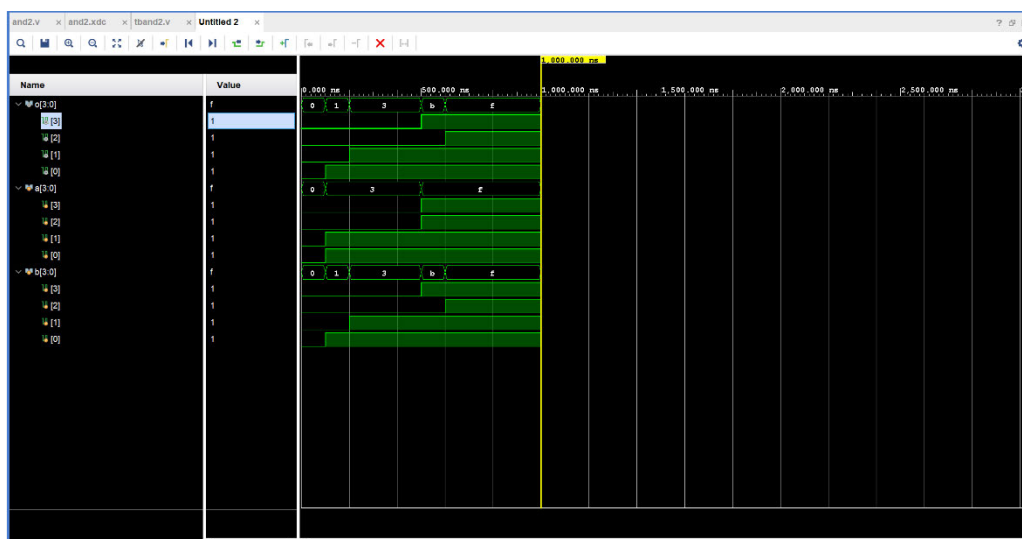 and2.v × and2.xdc × tband2.v × Untitled 2 ×
1,000.000 ns
Name Value
0.000 ns 500.000 ns 1,000.000 ns 1,500.000 ns 2,000.000 ns 2,500.000 ns
o[3:0] f 0 1 3 b f
[3] 1
[2] 1
[1] 1
[0] 1
a[3:0] f 0 3 f
[3] 1
[2] 1
[1] 1
[0] 1
b[3:0] f 0 1 3 b f
[3] 1
[2] 1
[1] 1
[0] 1